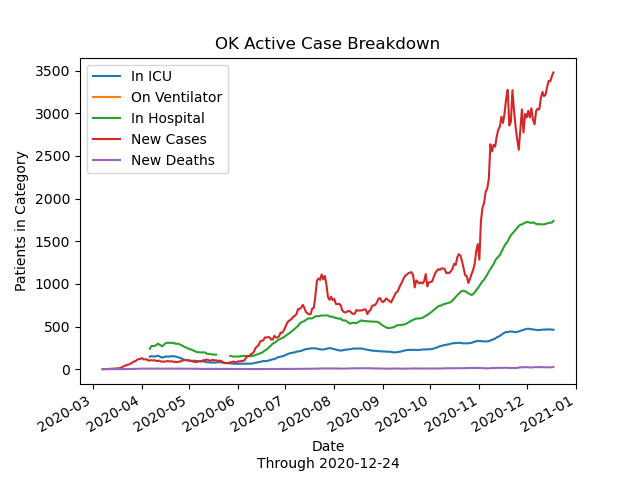 OK Active Case Breakdown
In ICU
On Ventilator
In Hospital
New Cases
New Deaths
Patients in Category
3500
3000
2500
2000
1500
1000
500
0
2020-03
2020-04
2020-05
2020-06
2020-07
2020-08
2020-09
2020-10
2020-11
2020-12
2021-01
Date
Through 2020-12-24